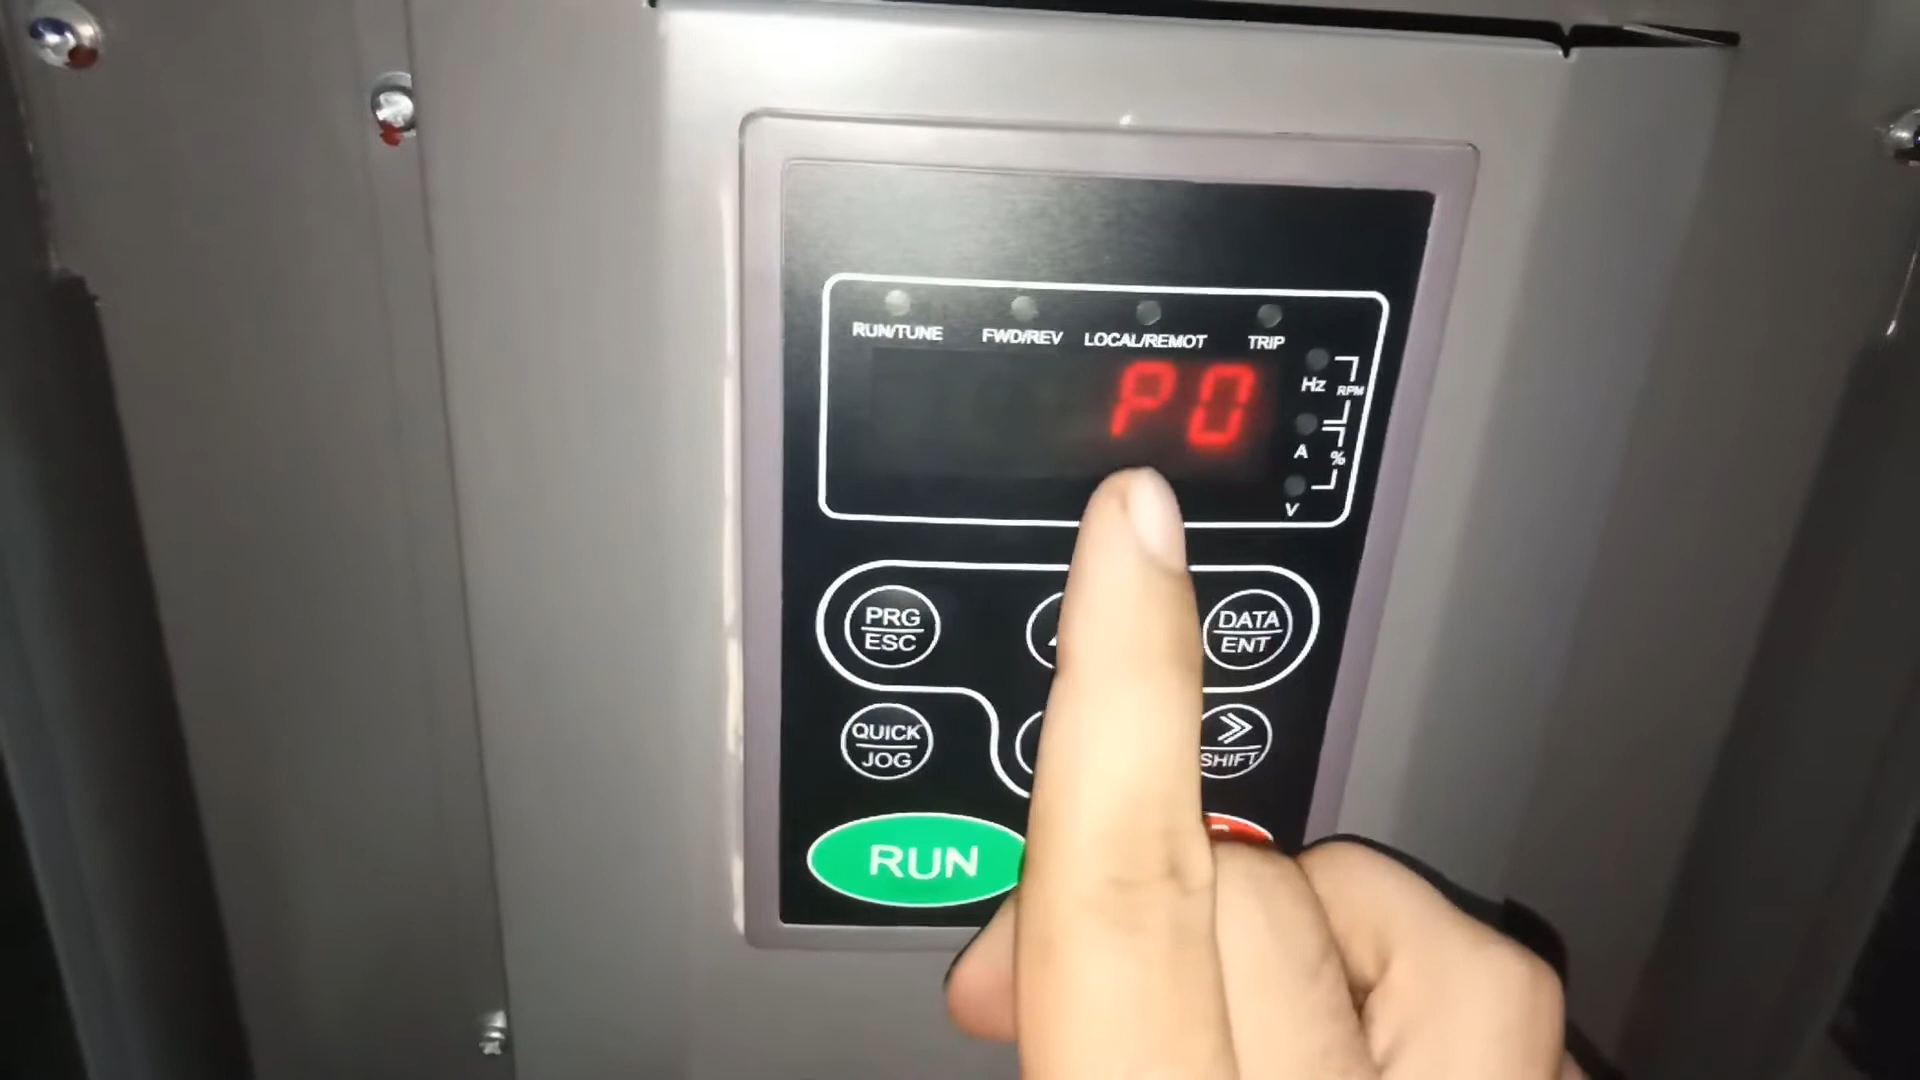 RUN/TUNE FWD/REV LOCAL/REMOT TRIP
P0
Hz RPM
A %
V
PRG
ESC
DATA
ENT
QUICK
JOG
SHIFT
RUN